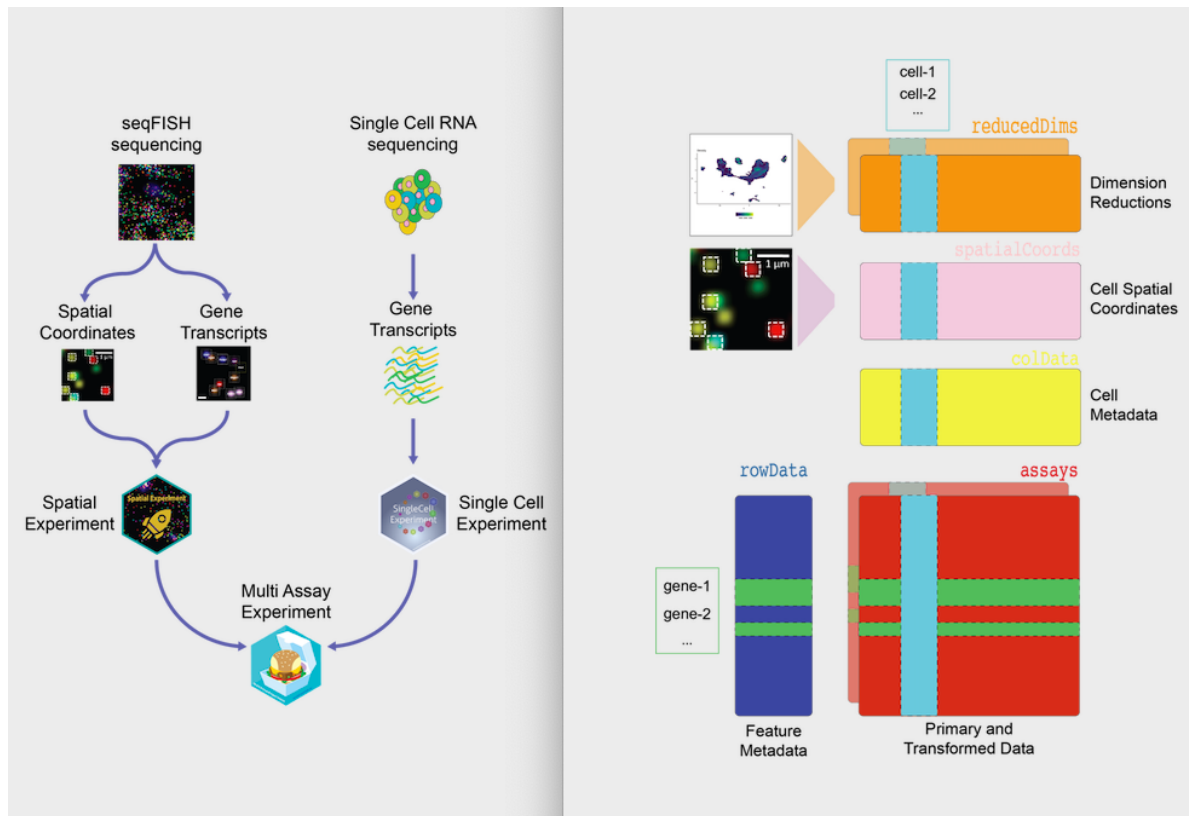 seqFISH
sequencing
Single Cell RNA
sequencing
Spatial
Coordinates
Gene
Transcripts
Gene
Transcripts
1 µm
Spatial
Experiment
Spatial Experiment
SingleCell
Experiment
Single Cell
Experiment
Multi Assay
Experiment
cell-1
cell-2
...
reducedDims
Dimension
Reductions
spatialCoords
1 µm
Cell Spatial
Coordinates
colData
Cell
Metadata
rowData
assays
gene-1
gene-2
...
Feature
Metadata
Primary and
Transformed Data